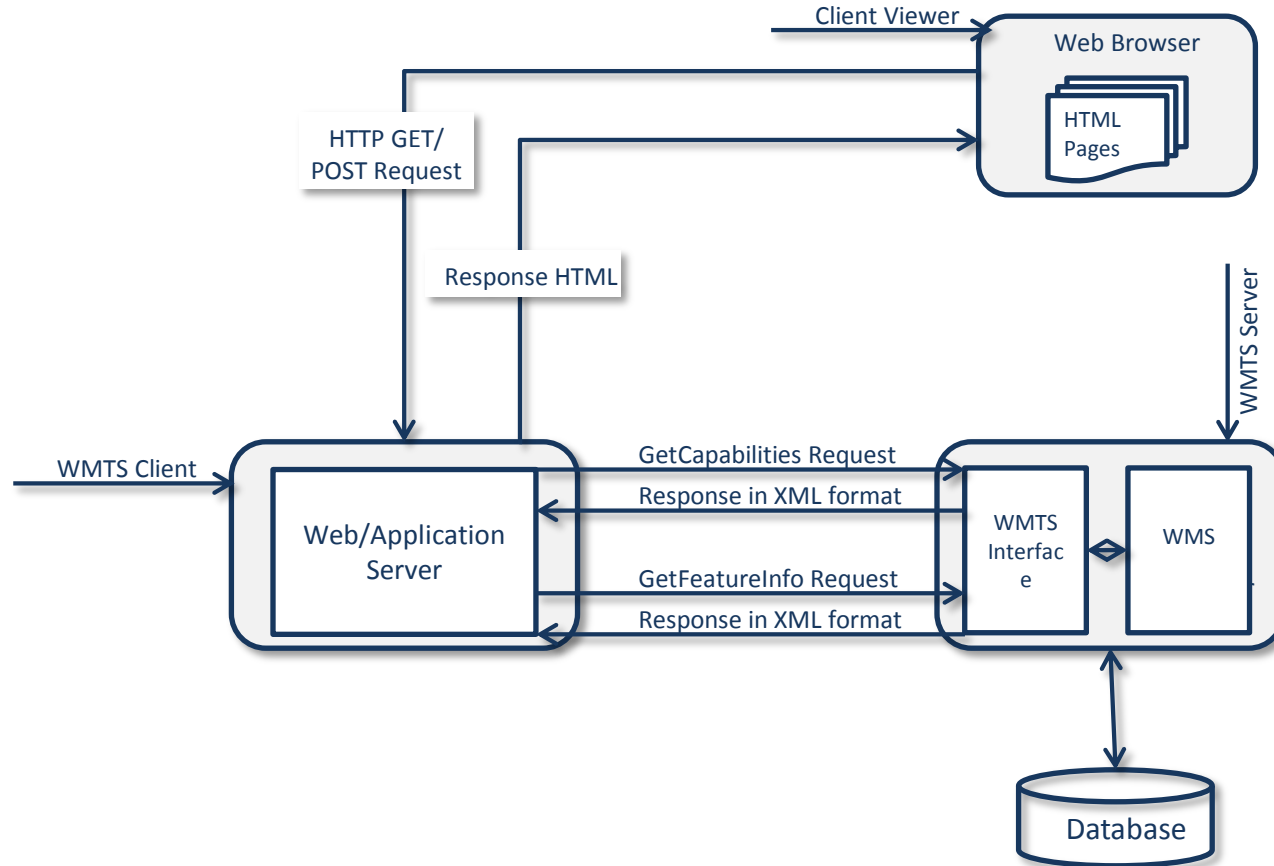 Client Viewer
Web Browser
HTML
Pages
HTTP GET/
POST Request
Response HTML
WMTS Server
WMTS Client
GetCapabilities Request
Response in XML format
Web/Application
Server
GetFeatureInfo Request
Response in XML format
WMTS
Interfac
e
WMS
Database